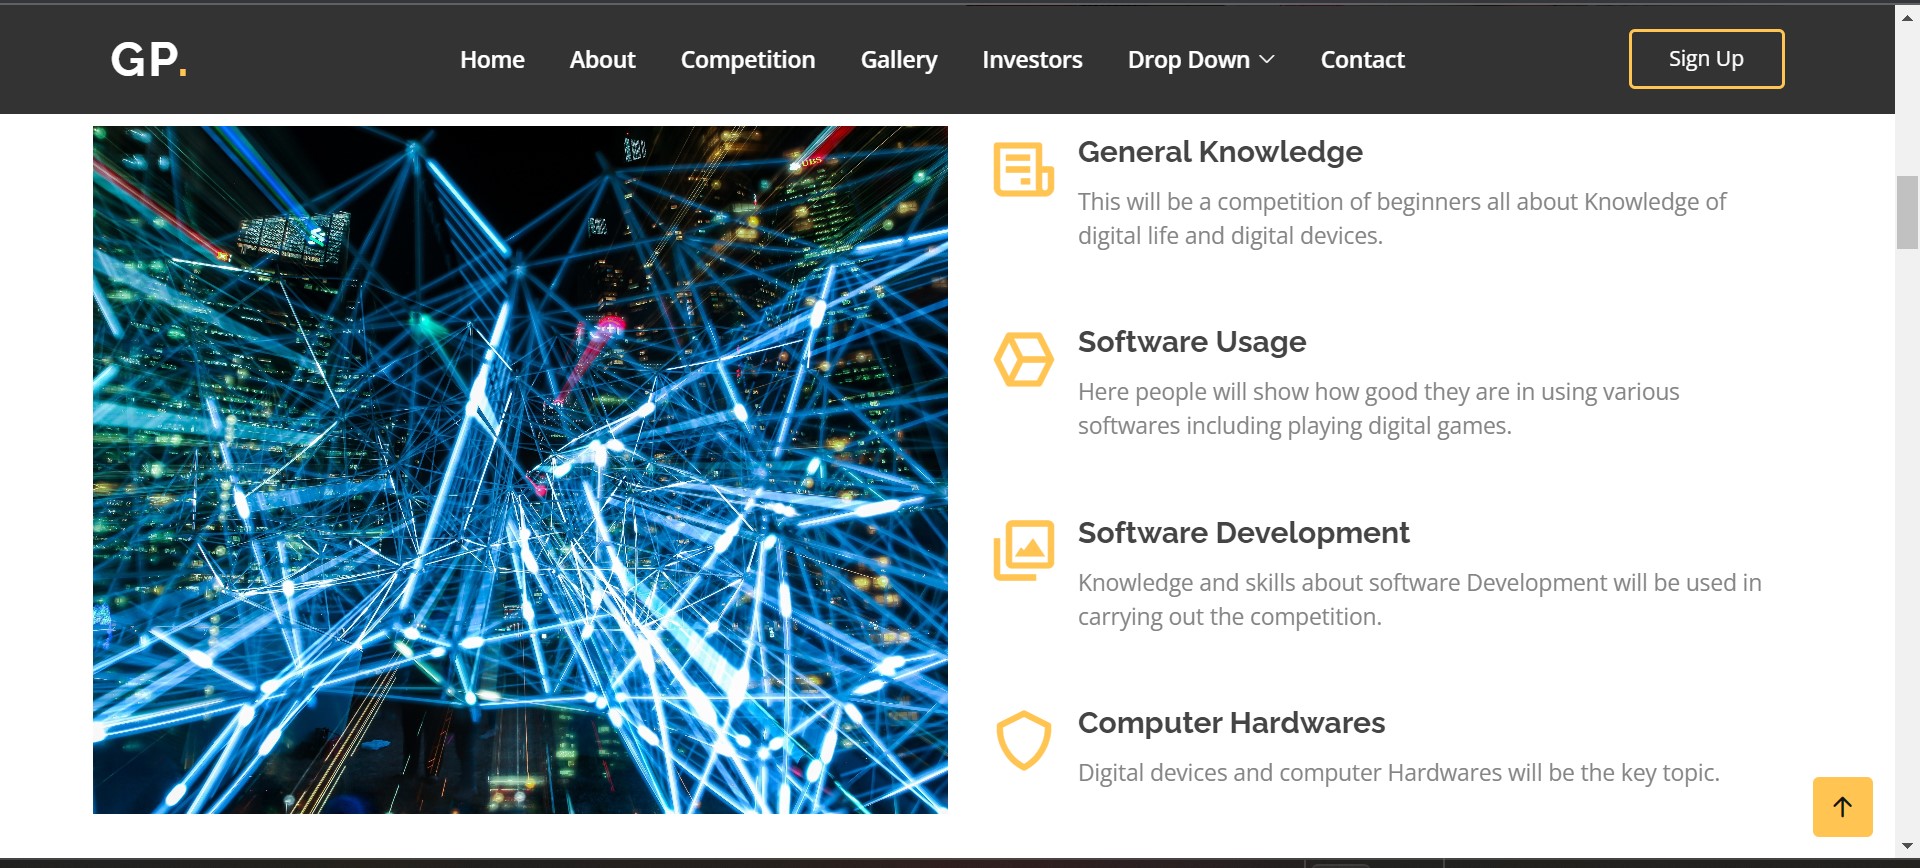 GP.
Home About Competition Gallery Investors Drop Down Contact
Sign Up
UBS
General Knowledge
This will be a competition of beginners all about Knowledge of
digital life and digital devices.
Software Usage
Here people will show how good they are in using various
softwares including playing digital games.
Software Development
Knowledge and skills about software Development will be used in
carrying out the competition.
Computer Hardwares
Digital devices and computer Hardwares will be the key topic.